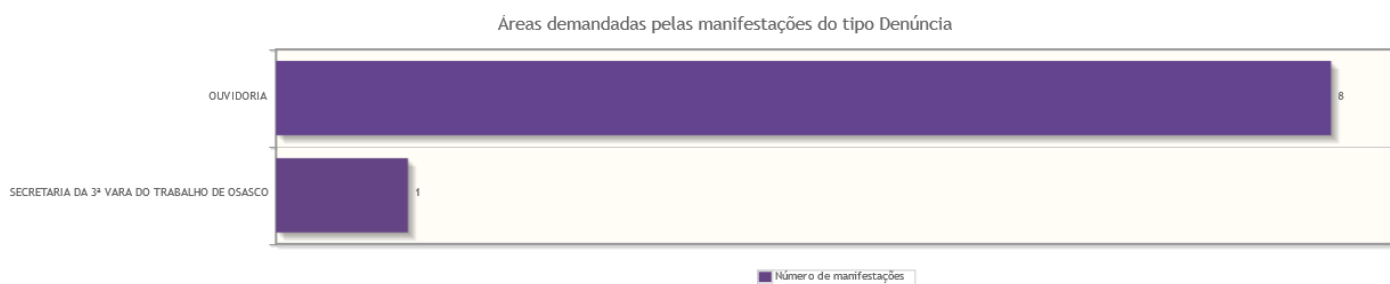 Áreas demandadas pelas manifestações do tipo Denúncia
OUVIDORIA
8
SECRETARIA DA 3ª VARA DO TRABALHO DE OSASCO
1
Número de manifestações